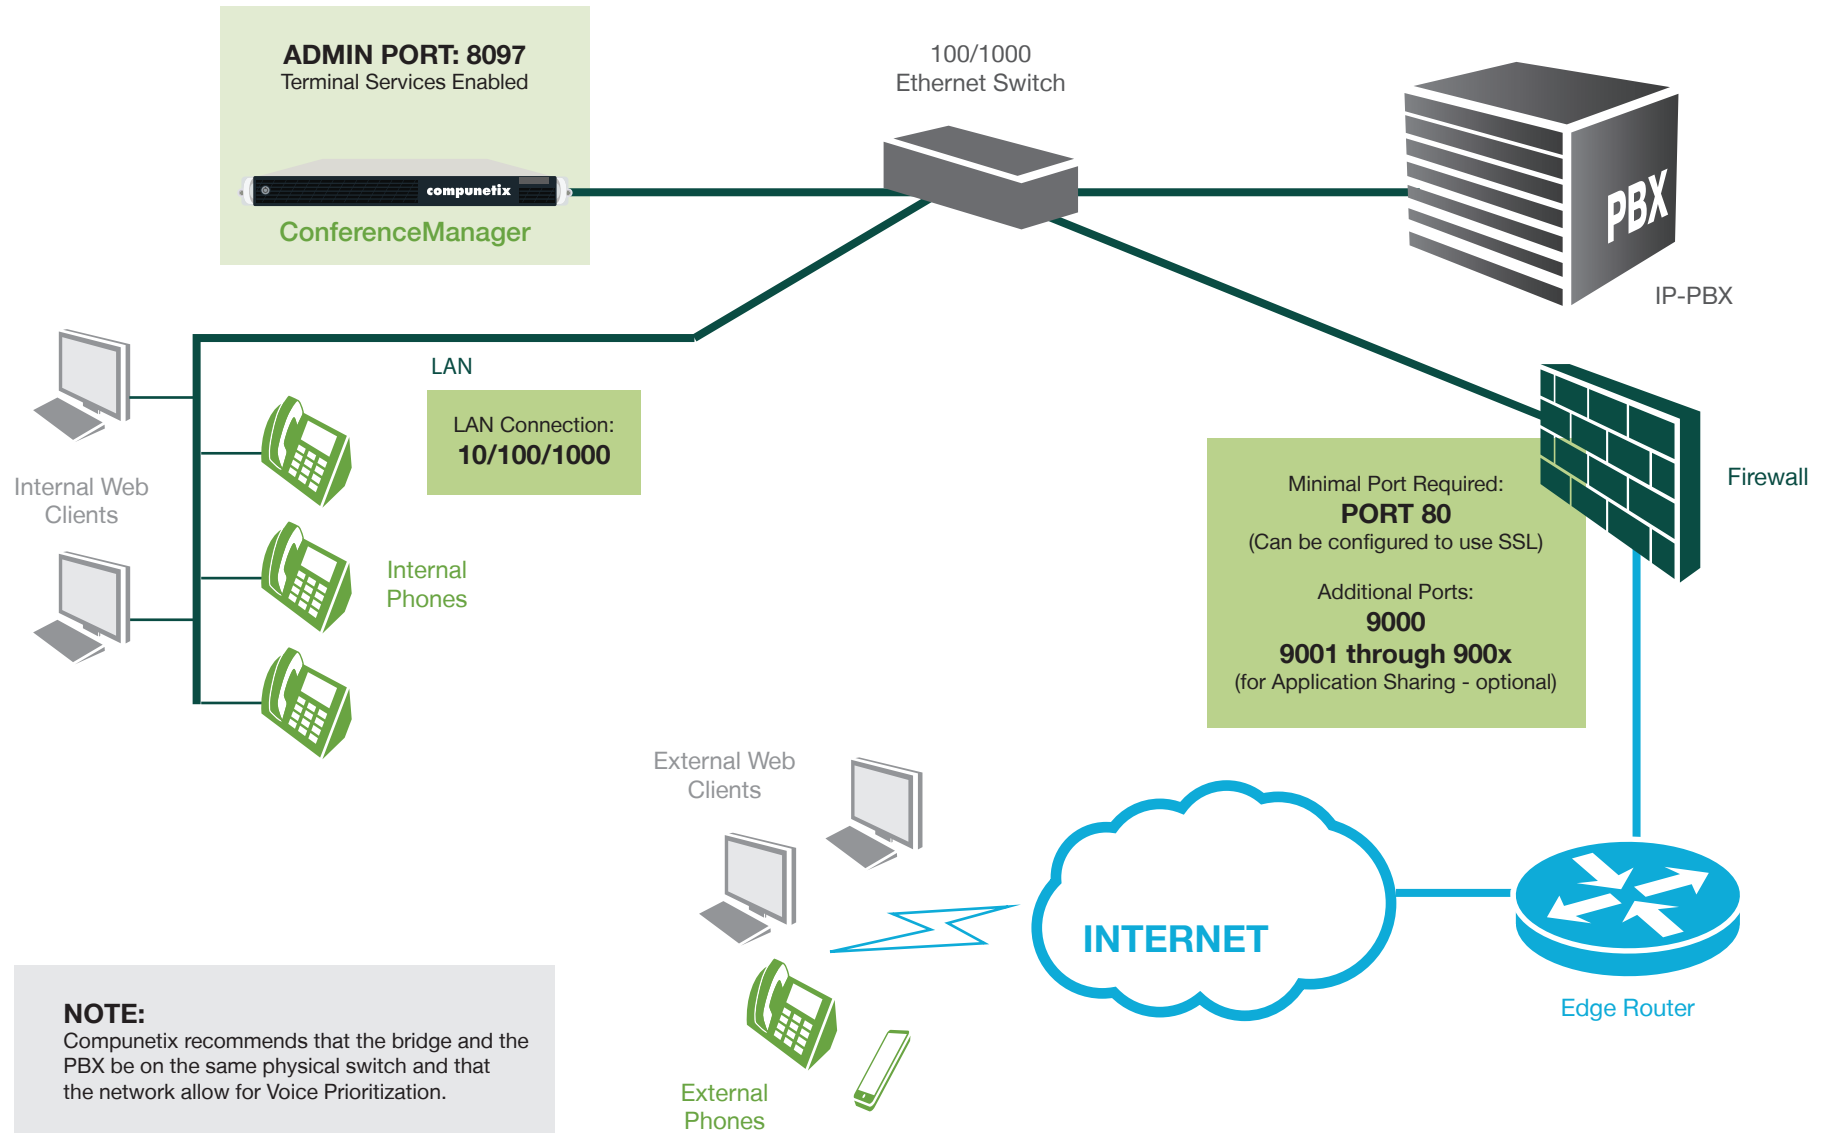 ADMIN PORT: 8097
Terminal Services Enabled
compunetix
ConferenceManager
100/1000
Ethernet Switch
PBX
IP-PBX
LAN
LAN Connection:
10/100/1000
Internal Web
Clients
Internal
Phones
Firewall
Minimal Port Required:
PORT 80
(Can be configured to use SSL)
Additional Ports:
9000
9001 through 900x
(for Application Sharing - optional)
External Web
Clients
INTERNET
Edge Router
External
Phones
NOTE:
Compunetix recommends that the bridge and the
PBX be on the same physical switch and that
the network allow for Voice Prioritization.